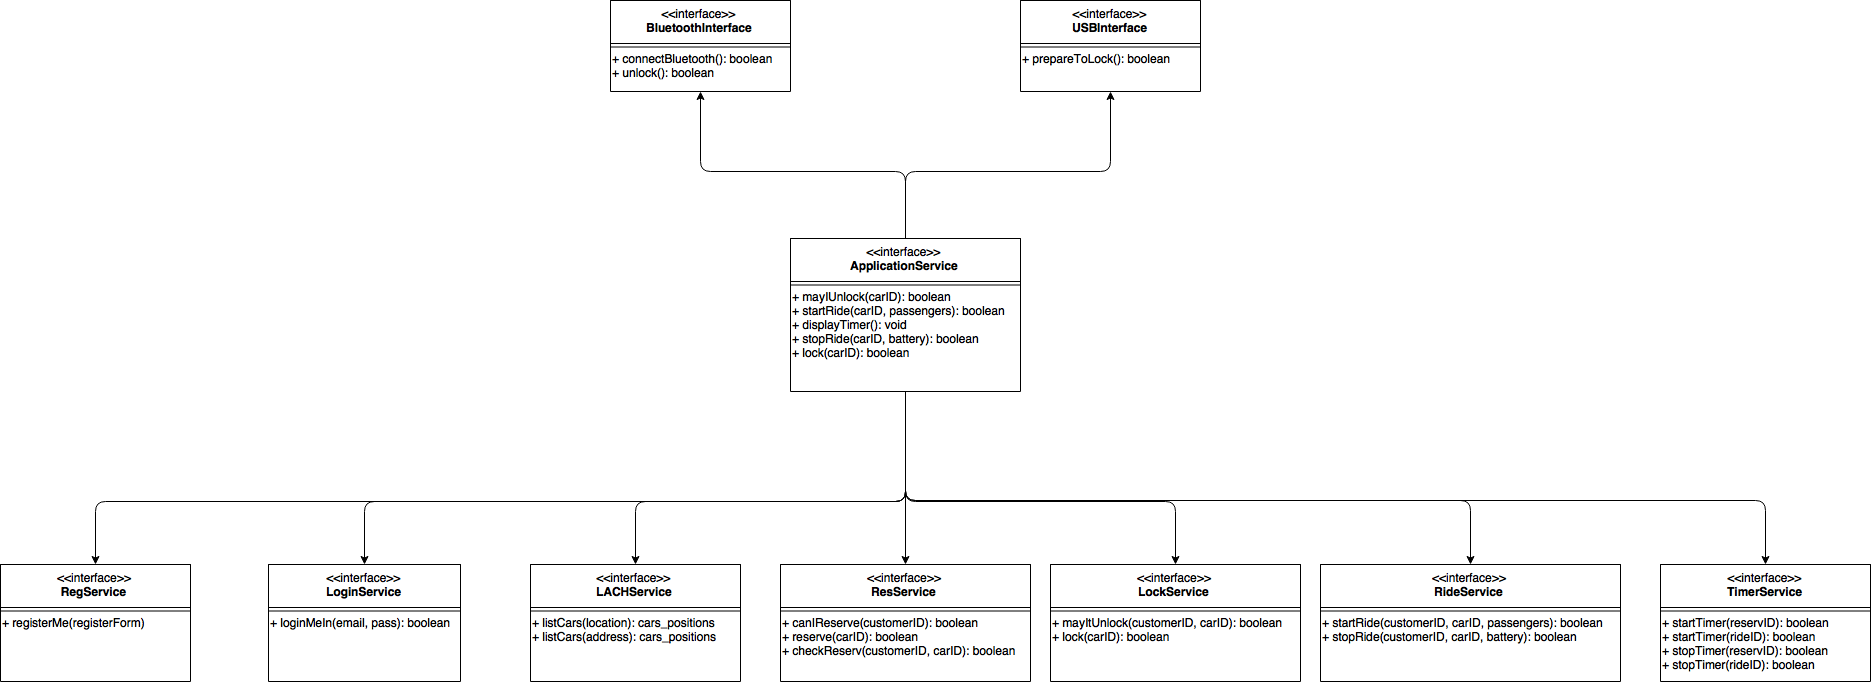 <<interface>>
BluetoothInterface
+ connectBluetooth(): boolean
+ unlock(): boolean
<<interface>>
USBInterface
+ prepareToLock(): boolean
<<interface>>
ApplicationService
+ mayIUnlock(carID): boolean
+ startRide(carID, passengers): boolean
+ displayTimer(): void
+ stopRide(carID, battery): boolean
+ lock(carID): boolean
<<interface>>
RegService
+ registerMe(registerForm)
<<interface>>
LoginService
+ loginMeIn(email, pass): boolean
<<interface>>
LACHService
+ listCars(location): cars_positions
+ listCars(address): cars_positions
<<interface>>
ResService
+ canIReserve(customerID): boolean
+ reserve(carID): boolean
+ checkReserv(customerID, carID): boolean
<<interface>>
LockService
+ mayItUnlock(customerID, carID): boolean
+ lock(carID): boolean
<<interface>>
RideService
+ startRide(customerID, carID, passengers): boolean
+ stopRide(customerID, carID, battery): boolean
<<interface>>
TimerService
+ startTimer(reservID): boolean
+ startTimer(rideID): boolean
+ stopTimer(reservID): boolean
+ stopTimer(rideID): boolean